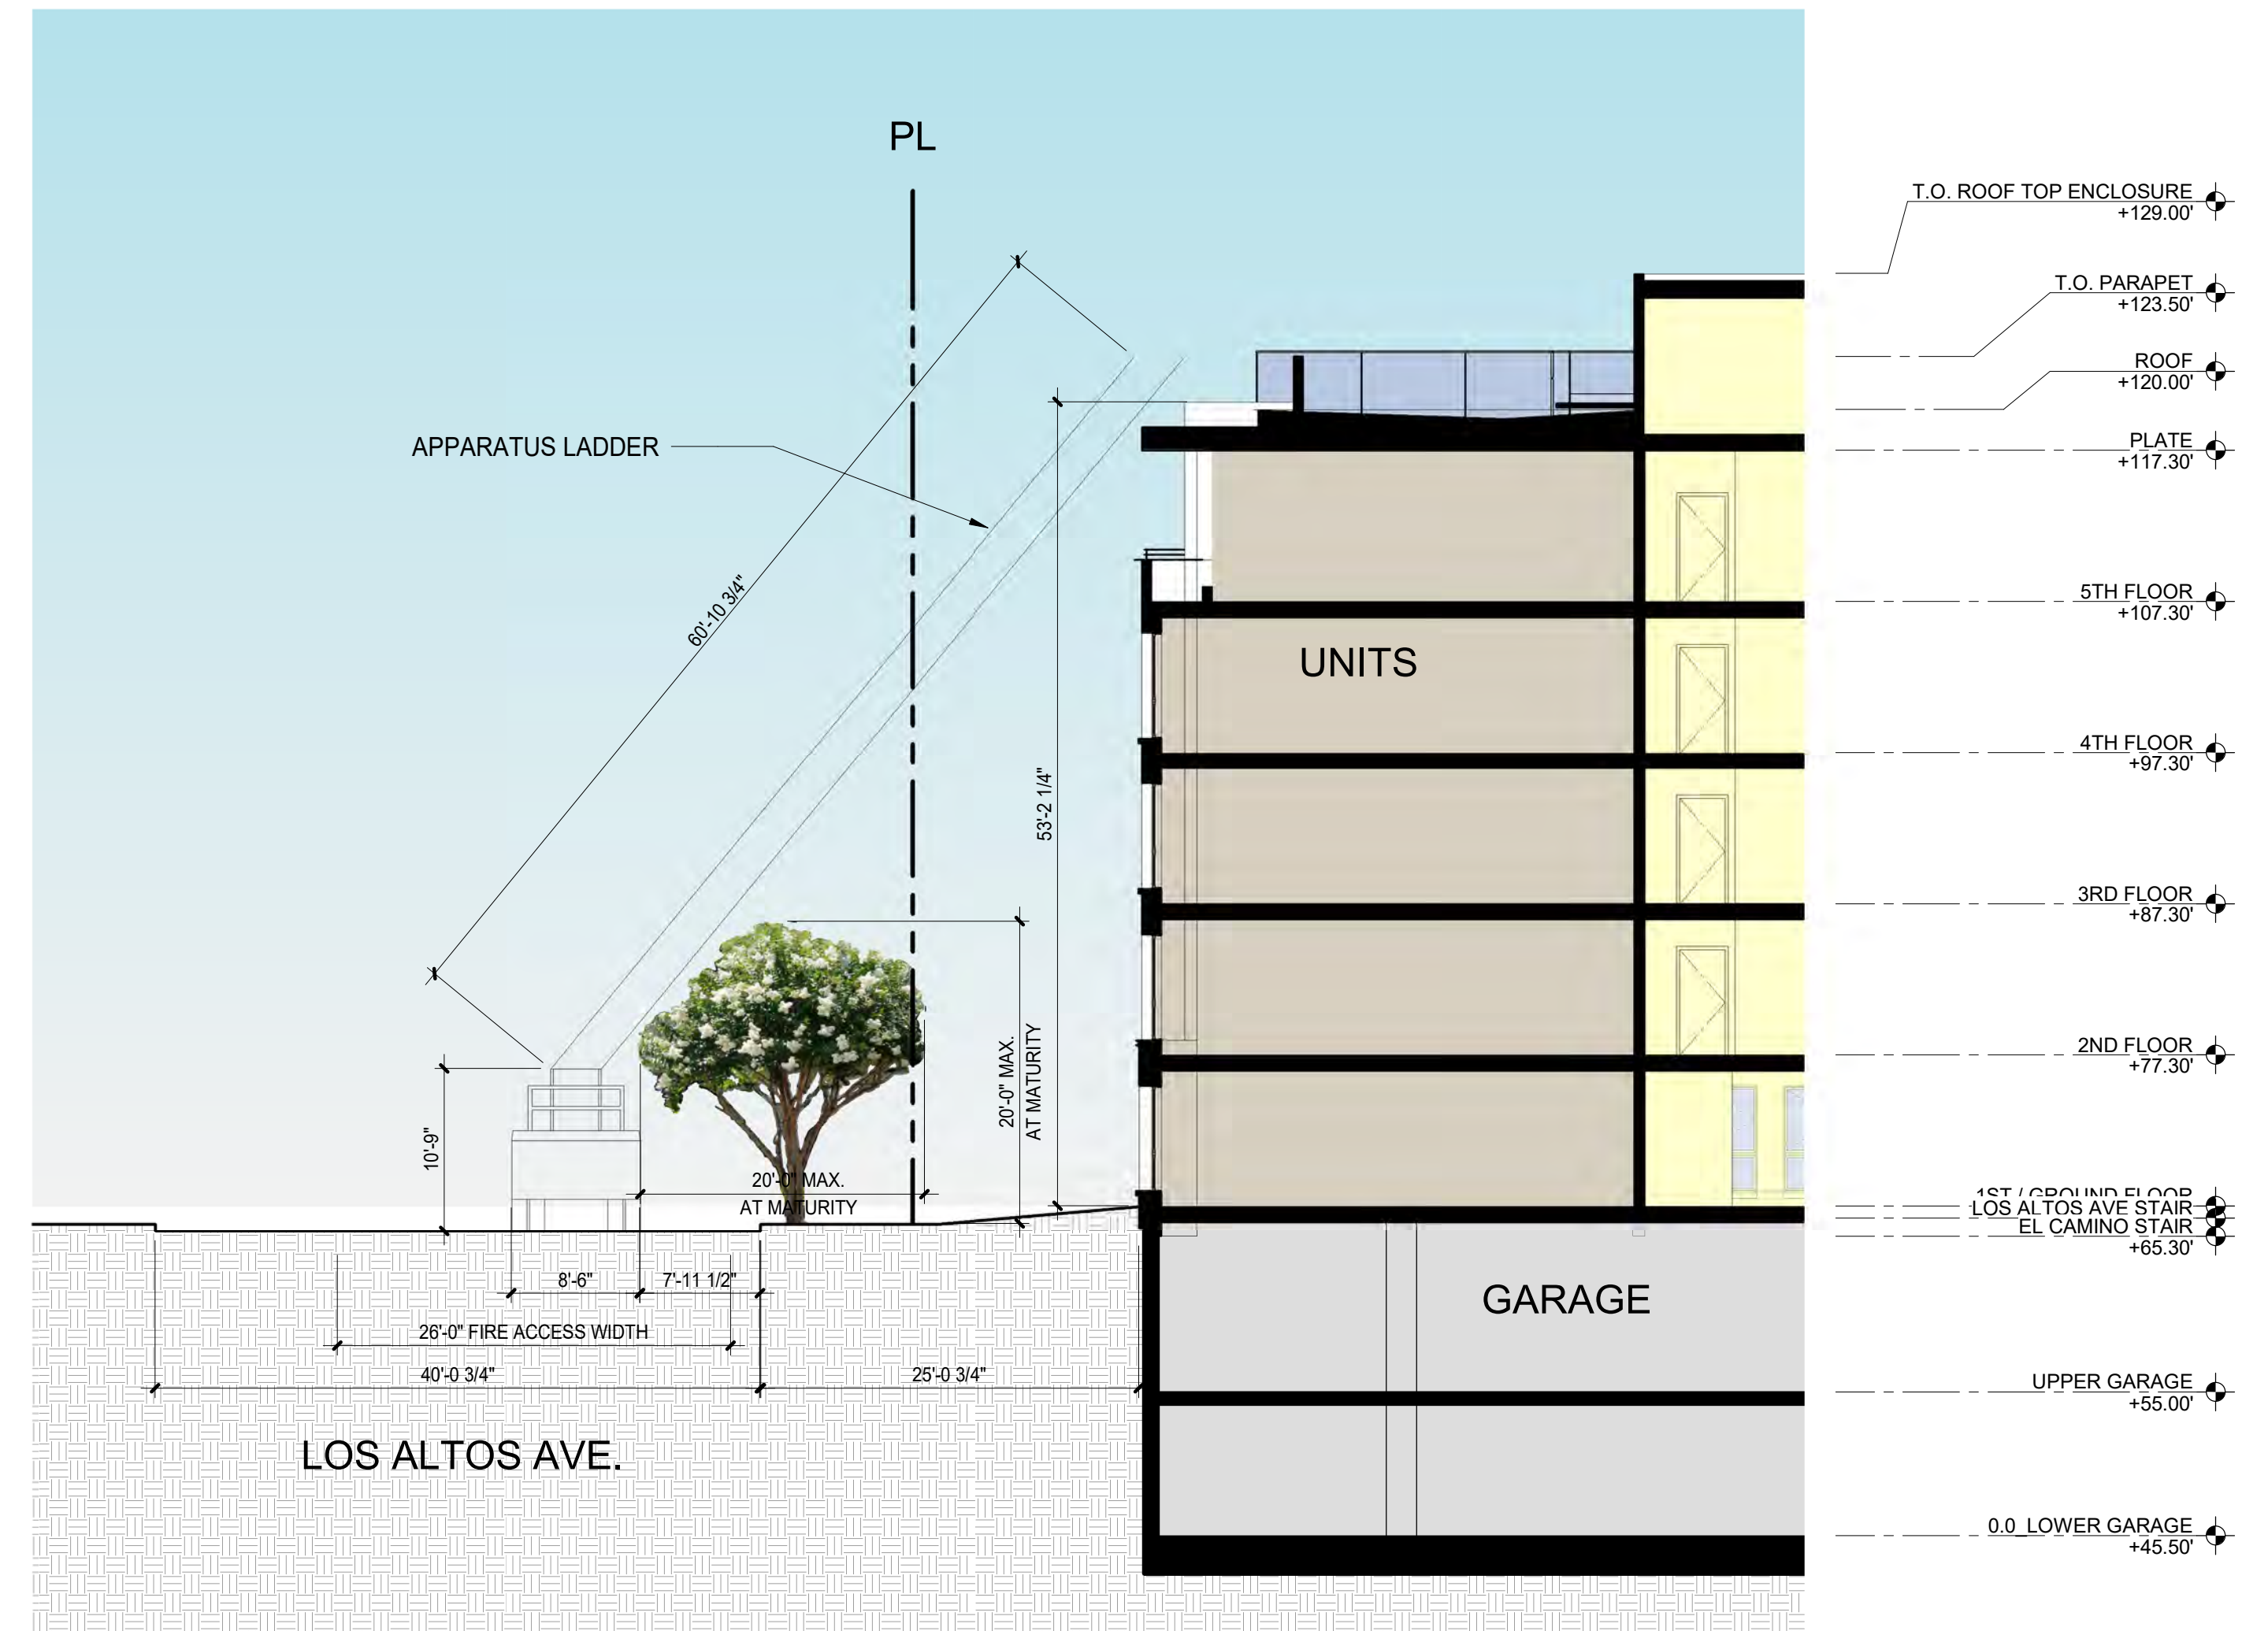 PL
T.O. ROOF TOP ENCLOSURE
+129.00'
T.O. PARAPET
+123.50'
ROOF
+120.00'
APPARATUS LADDER
PLATE
+117.30'
60'-10 3/4"
5TH FLOOR
+107.30'
UNITS
4TH FLOOR
+97.30'
53'-2 1/4"
3RD FLOOR
+87.30'
20'-0" MAX.
AT MATURITY
2ND FLOOR
+77.30'
10'-9"
20'-0" MAX.
AT MATURITY
1ST / GROUND FLOOR
LOS ALTOS AVE STAIR
EL CAMINO STAIR
+65.30'
8'-6"
7'-11 1/2"
GARAGE
26'-0" FIRE ACCESS WIDTH
40'-0 3/4"
25'-0 3/4"
UPPER GARAGE
+55.00'
LOS ALTOS AVE.
0.0_LOWER GARAGE
+45.50'